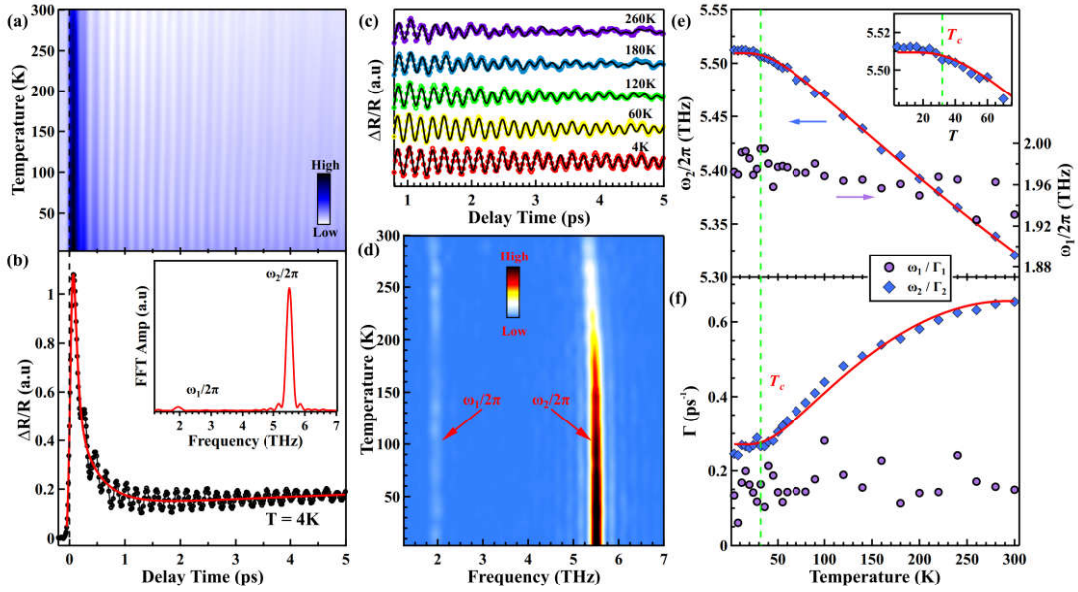 (a)
300
250
200
150
100
50
Temperature (K)
High
Low
(b)
1
0.8
0.6
0.4
0.2
0
ΔR/R (a.u)
ω₂/2π
ω₁/2π
FFT Amp (a.u)
2 3 4 5 6 7
Frequency (THz)
T = 4K
0 1 2 3 4 5
Delay Time (ps)
(c)
260K
180K
120K
60K
4K
ΔR/R (a.u)
1 2 3 4 5
Delay Time (ps)
(d)
300
250
200
150
100
50
Temperature (K)
High
Low
ω₁/2π
ω₂/2π
2 3 4 5 6 7
Frequency (THz)
(e)
5.55
5.50
5.45
5.40
5.35
5.30
ω₂/2π (THz)
5.52
5.50
Tc
20 40 60
T
2.00
1.96
1.92
1.88
ω₁/2π (THz)
ω₁ / Γ₁
ω₂ / Γ₂
(f)
0.6
0.4
0.2
0
Γ (ps⁻¹)
Tc
0 50 100 150 200 250 300
Temperature (K)